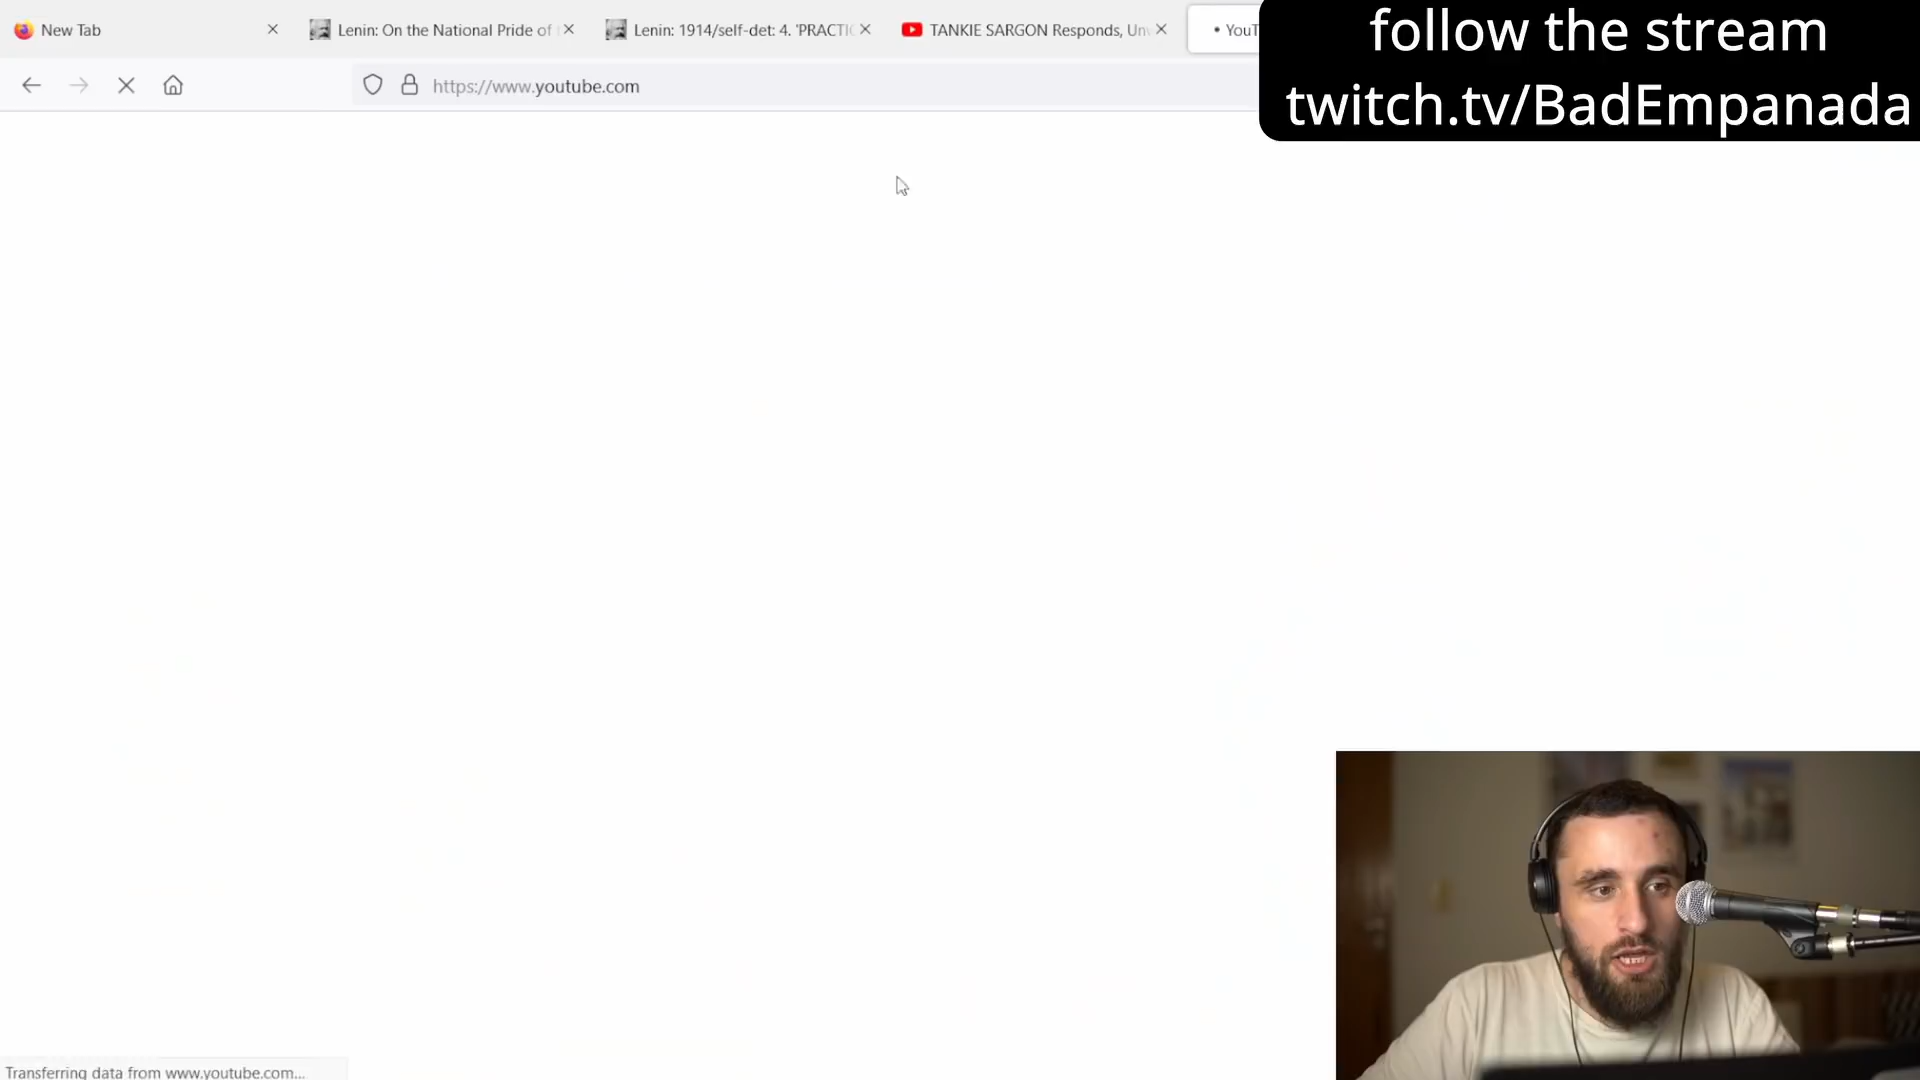 New Tab
Lenin: On the National Pride of
Lenin: 1914/self-det: 4. 'PRACTIC
TANKIE SARGON Responds, Un
• YouT
follow the stream
twitch.tv/BadEmpanada
https://www.youtube.com
Transferring data from www.youtube.com...